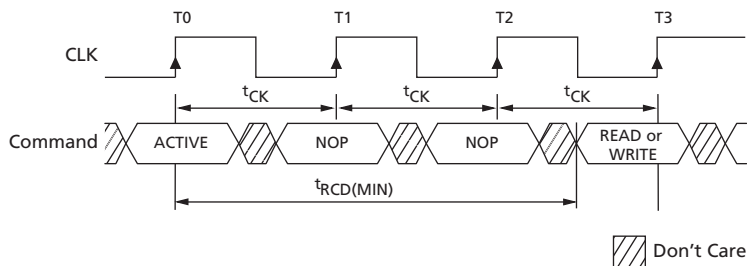 T0 T1 T2 T3
CLK
tCK tCK tCK
Command ACTIVE NOP NOP READ or
WRITE
tRCD(MIN)
Don't Care